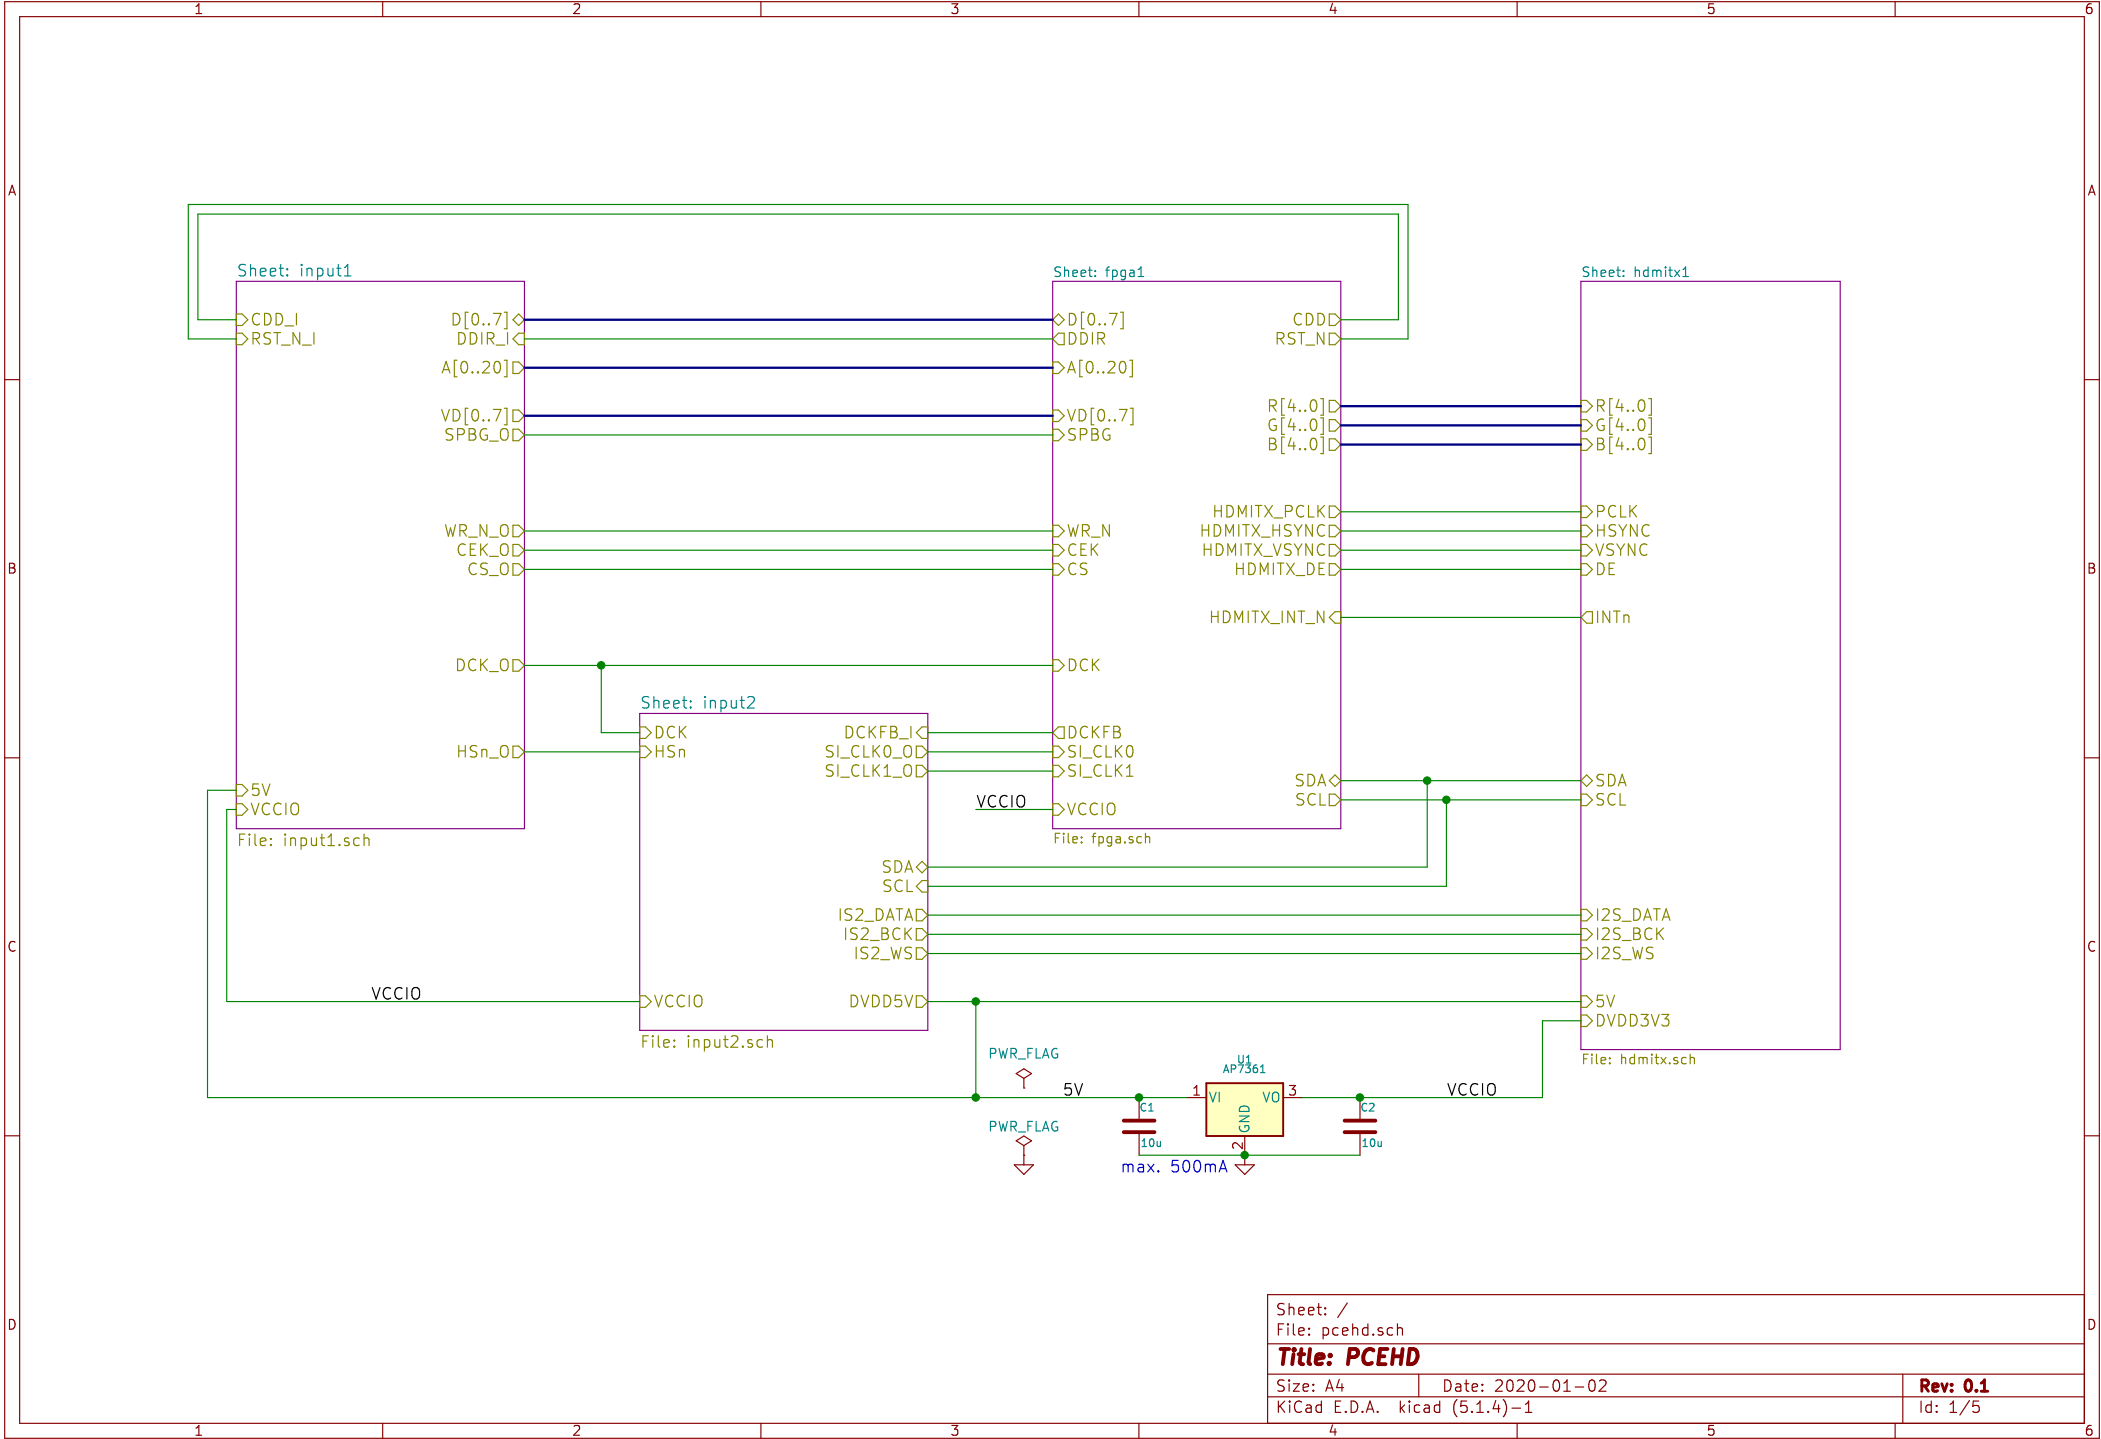 1 2 3 4 5 6
A A
Sheet: input1
CDD_I
RST_N_I
D[0..7]
DDIR_I
A[0..20]
VD[0..7]
SPBG_O
WR_N_O
CEK_O
CS_O
DCK_O
HSn_O
5V
VCCIO
File: input1.sch
Sheet: fpga1
D[0..7]
DDIR
A[0..20]
VD[0..7]
SPBG
WR_N
CEK
CS
DCK
DCKFB
SI_CLK0
SI_CLK1
VCCIO
VCCIO
CDD
RST_N
R[4..0]
G[4..0]
B[4..0]
HDMITX_PCLK
HDMITX_HSYNC
HDMITX_VSYNC
HDMITX_DE
HDMITX_INT_N
SDA
SCL
File: fpga.sch
Sheet: hdmitx1
R[4..0]
G[4..0]
B[4..0]
PCLK
HSYNC
VSYNC
DE
INTn
SDA
SCL
I2S_DATA
I2S_BCK
I2S_WS
5V
DVDD3V3
File: hdmitx.sch
B B
Sheet: input2
DCK
HSn
DCKFB_I
SI_CLK0_O
SI_CLK1_O
SDA
SCL
IS2_DATA
IS2_BCK
IS2_WS
VCCIO
VCCIO
DVDD5V
File: input2.sch
C C
PWR_FLAG
PWR_FLAG
5V
C1
10u
U1
AP7361
1 VI VO 3
GND
2
C2
10u
VCCIO
max. 500mA
D D
Sheet: /
File: pcehd.sch
Title: PCEHD
Size: A4 Date: 2020-01-02 Rev: 0.1
KiCad E.D.A. kicad (5.1.4)-1 Id: 1/5
1 2 3 4 5 6